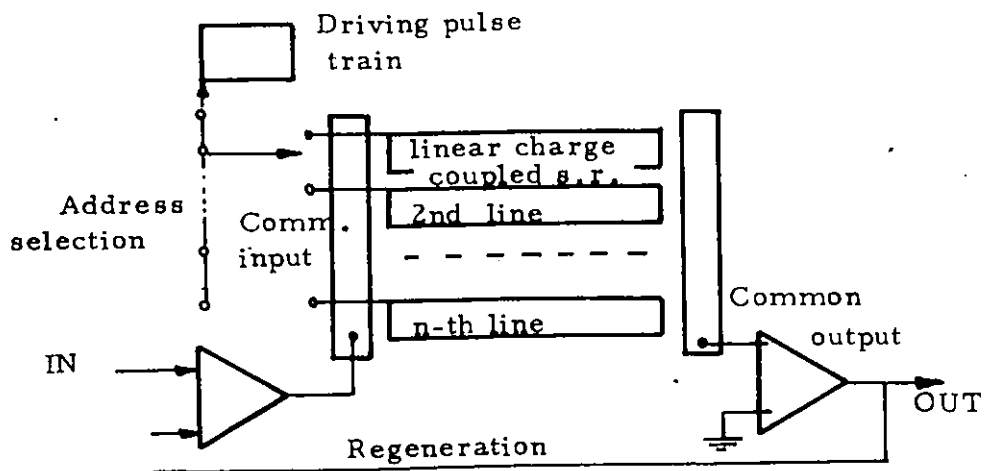 Driving pulse
train
linear charge
coupled s.r.
Address
selection
Comm.
input
2nd line
n-th line
Common
output
IN
OUT
Regeneration